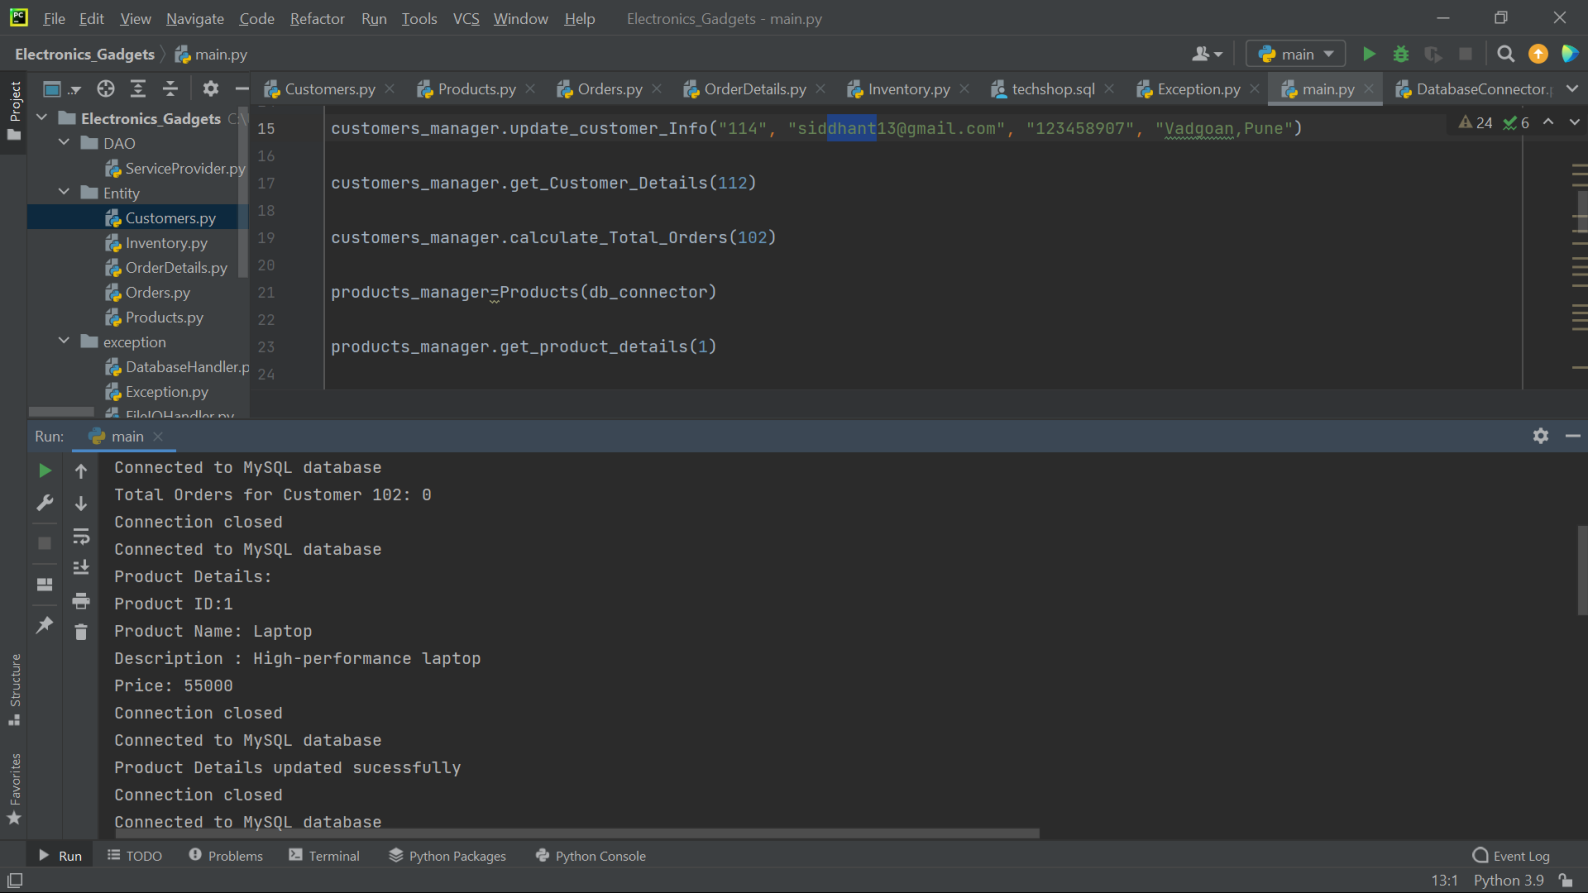 PC File Edit View Navigate Code Refactor Run Tools VCS Window Help Electronics_Gadgets - main.py
Electronics_Gadgets main.py main
Project
Customers.py Products.py Orders.py OrderDetails.py Inventory.py techshop.sql Exception.py main.py DatabaseConnector.p
Electronics_Gadgets C:\
DAO
ServiceProvider.py
Entity
Customers.py
Inventory.py
OrderDetails.py
Orders.py
Products.py
exception
DatabaseHandler.p
Exception.py
FileIOHandler.py
24 6
15 customers_manager.update_customer_Info("114", "siddhant13@gmail.com", "123458907", "Vadgoan,Pune")
16
17 customers_manager.get_Customer_Details(112)
18
19 customers_manager.calculate_Total_Orders(102)
20
21 products_manager=Products(db_connector)
22
23 products_manager.get_product_details(1)
24
Run: main
Connected to MySQL database
Total Orders for Customer 102: 0
Connection closed
Connected to MySQL database
Product Details:
Product ID:1
Product Name: Laptop
Description : High-performance laptop
Price: 55000
Connection closed
Connected to MySQL database
Product Details updated sucessfully
Connection closed
Connected to MySQL database
Structure
Favorites
Run TODO Problems Terminal Python Packages Python Console Event Log
13:1 Python 3.9